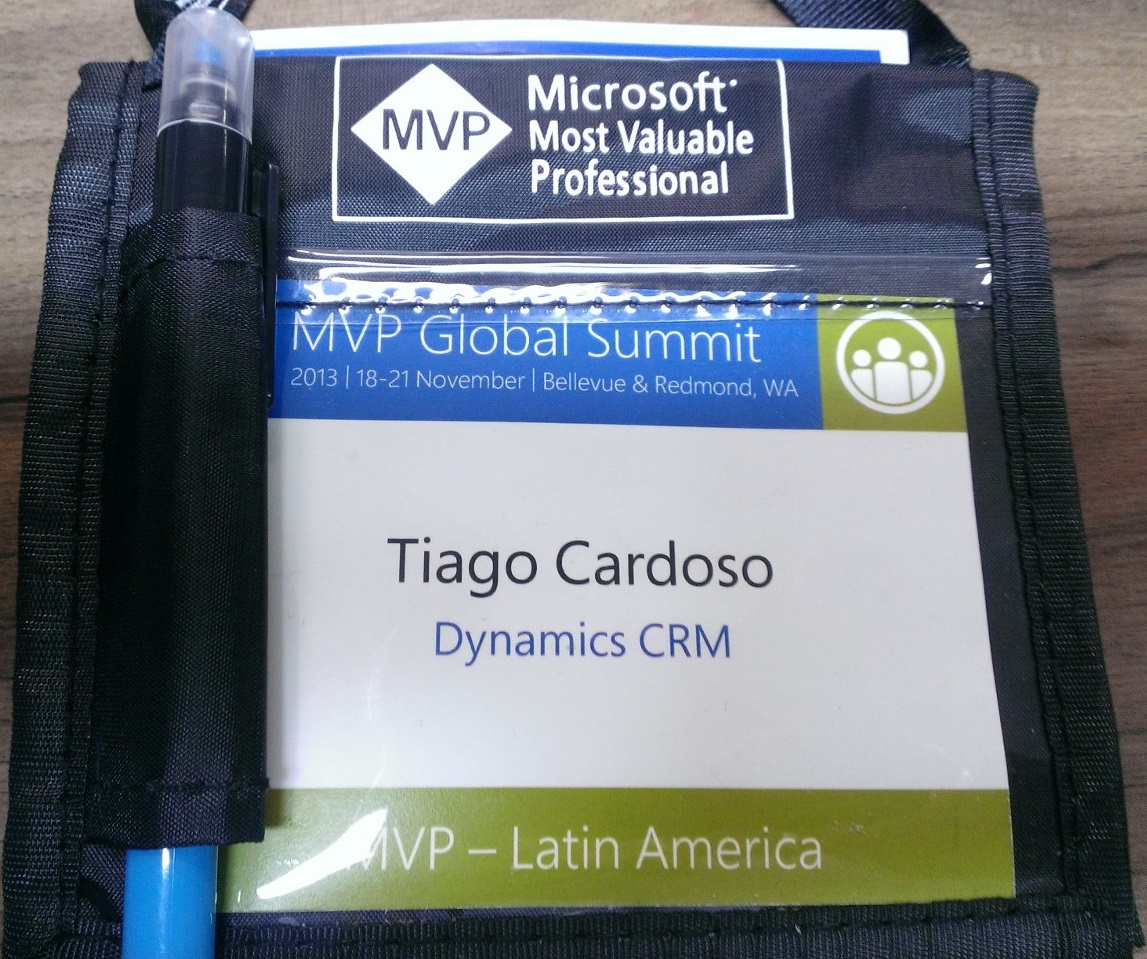 MVP
Microsoft
Most Valuable
Professional
MVP Global Summit
2013 | 18-21 November | Bellevue & Redmond, WA
Tiago Cardoso
Dynamics CRM
MVP – Latin America